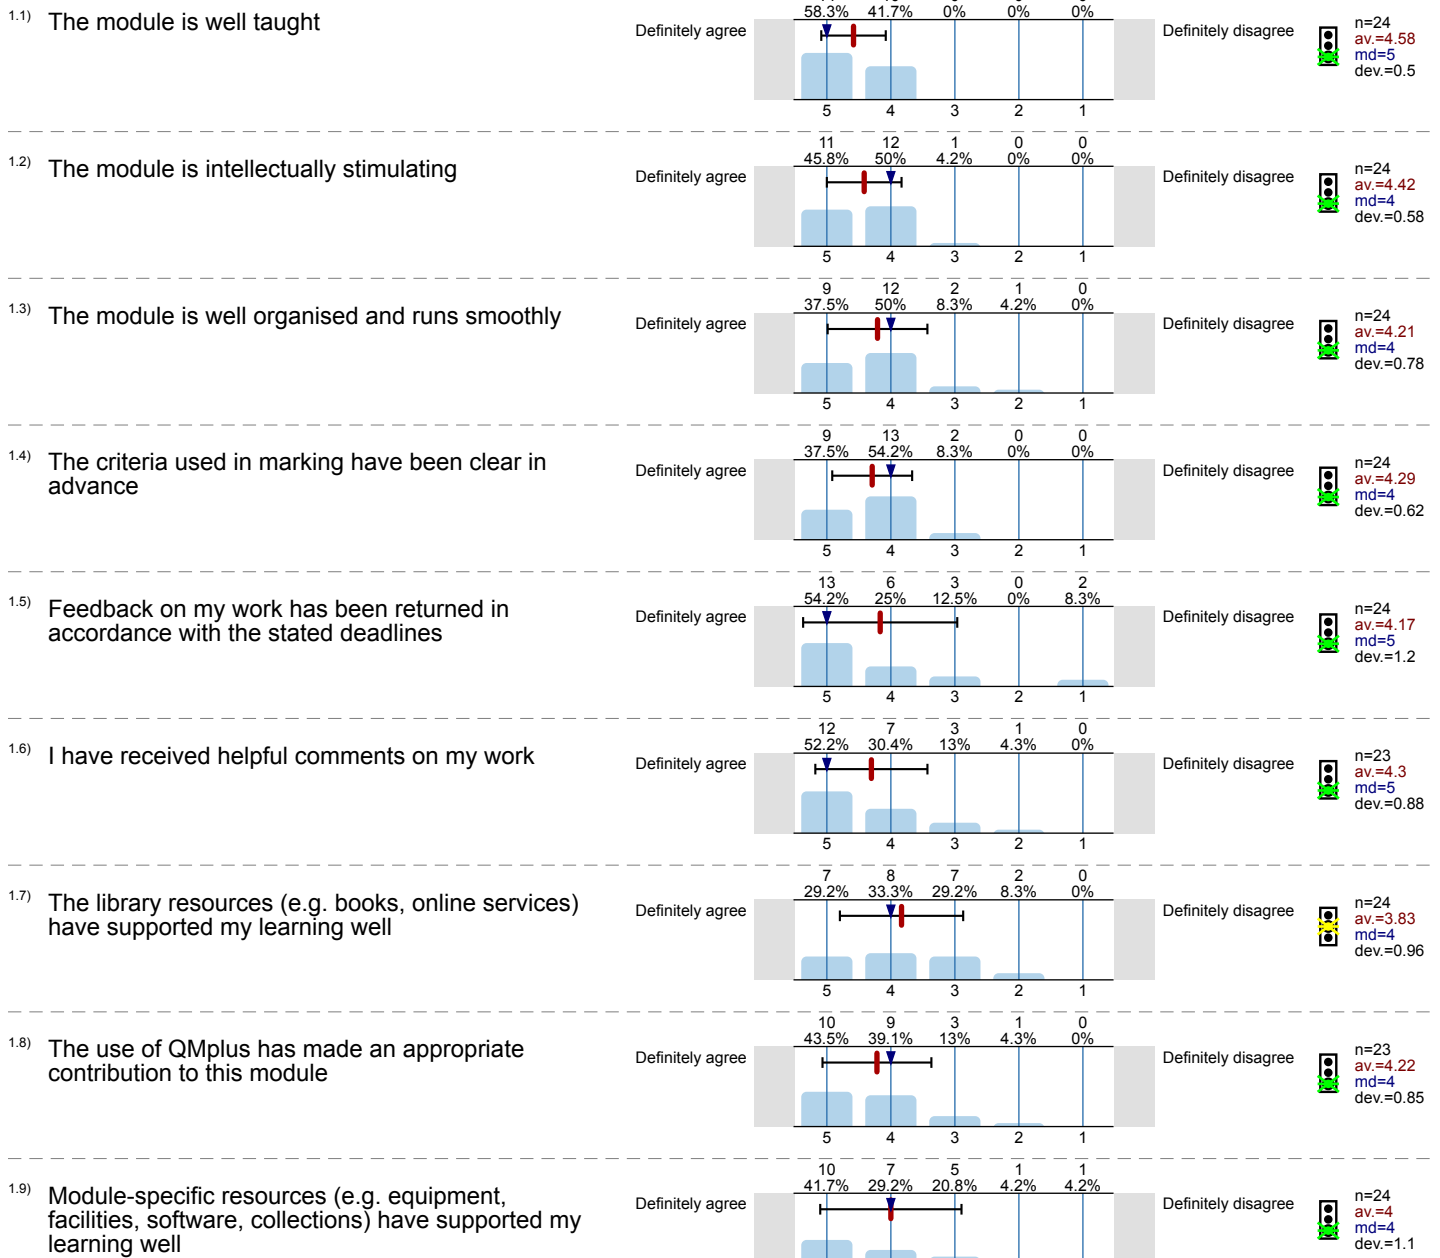 58.3% 41.7% 0% 0% 0%
1.1) The module is well taught Definitely agree Definitely disagree n=24
av.=4.58
md=5
dev.=0.5
5 4 3 2 1
11 12 1 0 0
45.8% 50% 4.2% 0% 0%
1.2) The module is intellectually stimulating Definitely agree Definitely disagree n=24
av.=4.42
md=4
dev.=0.58
5 4 3 2 1
9 12 2 1 0
37.5% 50% 8.3% 4.2% 0%
1.3) The module is well organised and runs smoothly Definitely agree Definitely disagree n=24
av.=4.21
md=4
dev.=0.78
5 4 3 2 1
9 13 2 0 0
37.5% 54.2% 8.3% 0% 0%
1.4) The criteria used in marking have been clear in Definitely agree Definitely disagree n=24
advance av.=4.29
md=4
dev.=0.62
5 4 3 2 1
13 6 3 0 2
54.2% 25% 12.5% 0% 8.3%
1.5) Feedback on my work has been returned in Definitely agree Definitely disagree n=24
accordance with the stated deadlines av.=4.17
md=5
dev.=1.2
5 4 3 2 1
12 7 3 1 0
52.2% 30.4% 13% 4.3% 0%
1.6) I have received helpful comments on my work Definitely agree Definitely disagree n=23
av.=4.3
md=5
dev.=0.88
5 4 3 2 1
7 8 7 2 0
29.2% 33.3% 29.2% 8.3% 0%
1.7) The library resources (e.g. books, online services) Definitely agree Definitely disagree n=24
have supported my learning well av.=3.83
md=4
dev.=0.96
5 4 3 2 1
10 9 3 1 0
43.5% 39.1% 13% 4.3% 0%
1.8) The use of QMplus has made an appropriate Definitely agree Definitely disagree n=23
contribution to this module av.=4.22
md=4
dev.=0.85
5 4 3 2 1
10 7 5 1 1
41.7% 29.2% 20.8% 4.2% 4.2%
1.9) Module-specific resources (e.g. equipment, Definitely agree Definitely disagree n=24
facilities, software, collections) have supported my av.=4
learning well md=4
dev.=1.1